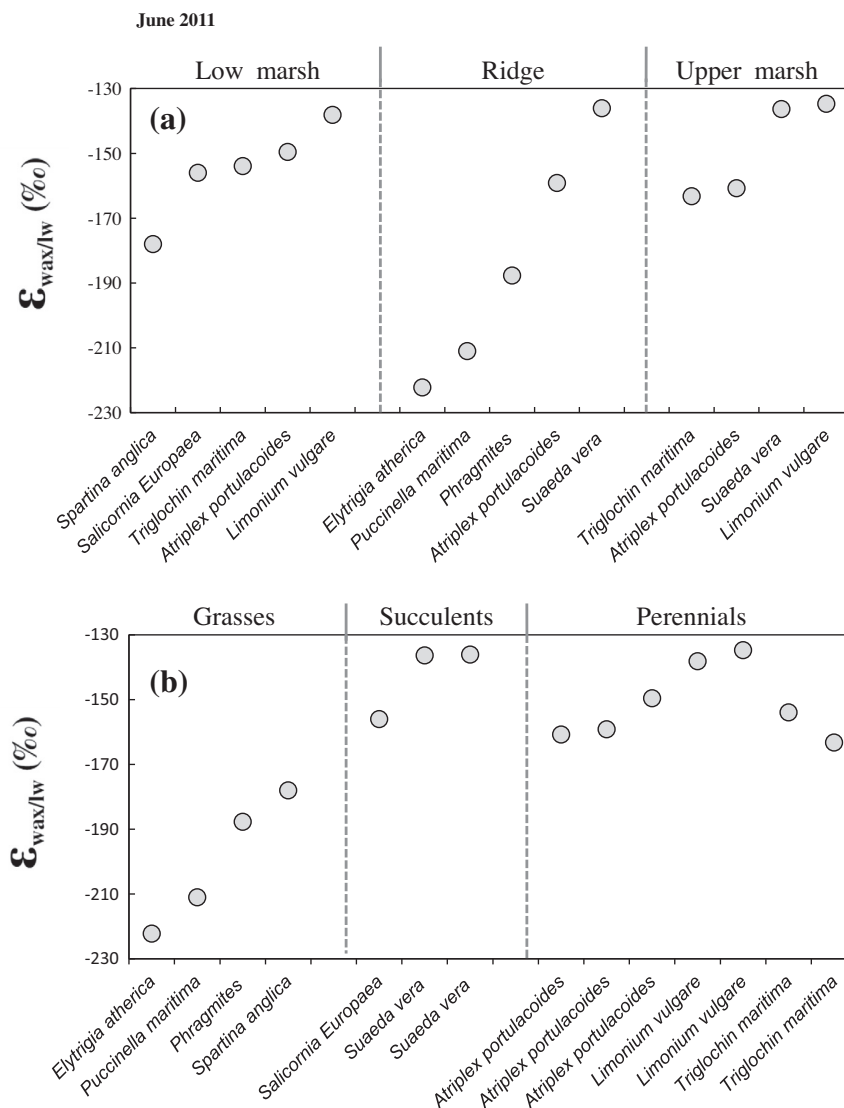 June 2011
Low marsh Ridge Upper marsh
(a)
εwax/lw (‰)
-130
-150
-170
-190
-210
-230
Spartina anglica
Salicornia Europaea
Triglochin maritima
Atriplex portulacoides
Limonium vulgare
Elytrigia atherica
Puccinella maritima
Phragmites
Atriplex portulacoides
Suaeda vera
Triglochin maritima
Atriplex portulacoides
Suaeda vera
Limonium vulgare
Grasses Succulents Perennials
(b)
εwax/lw (‰)
-130
-150
-170
-190
-210
-230
Elytrigia atherica
Puccinella maritima
Phragmites
Spartina anglica
Salicornia Europaea
Suaeda vera
Suaeda vera
Atriplex portulacoides
Atriplex portulacoides
Atriplex portulacoides
Limonium vulgare
Limonium vulgare
Triglochin maritima
Triglochin maritima